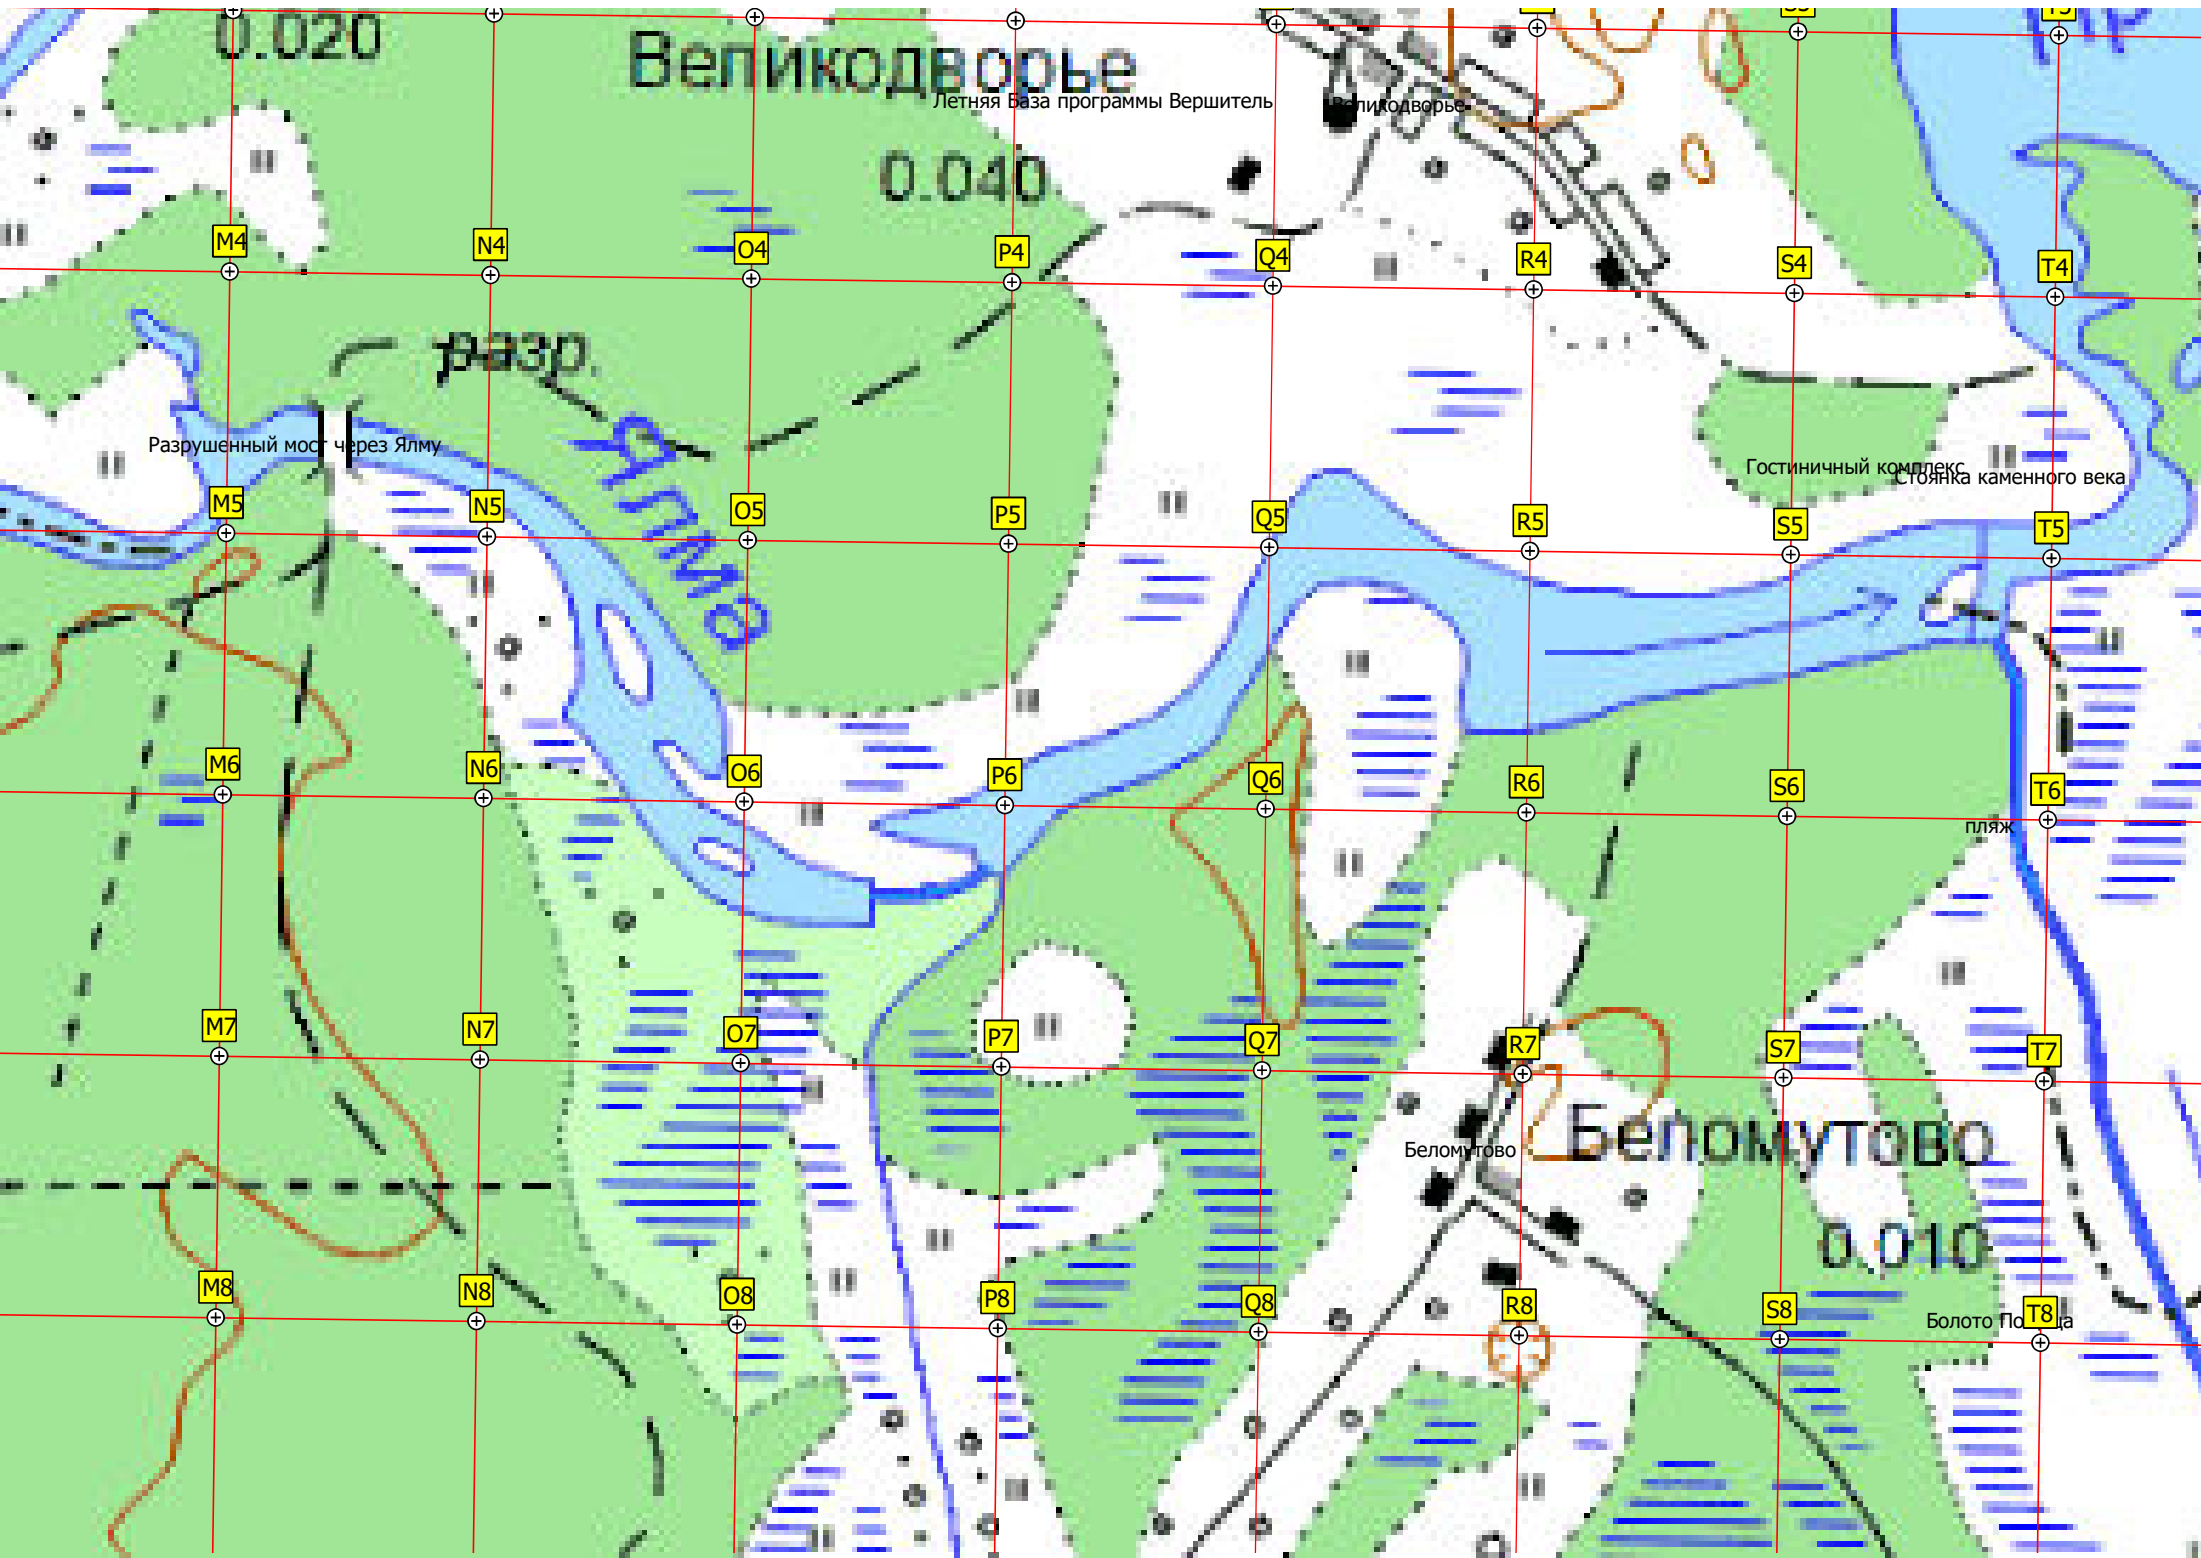 0.020
Великодворье
Летняя База программы Вершитель
Великодворье
0.040
M4
N4
O4
P4
Q4
R4
S4
T4
разр.
Ялма
Разрушенный мост через Ялму
Гостиничный комплекс
Стоянка каменного века
M5
N5
O5
P5
Q5
R5
S5
T5
M6
N6
O6
P6
Q6
R6
S6
T6
пляж
M7
N7
O7
P7
Q7
R7
S7
T7
Беломутово
Беломутово
0.010
M8
N8
O8
P8
Q8
R8
S8
T8
Болото